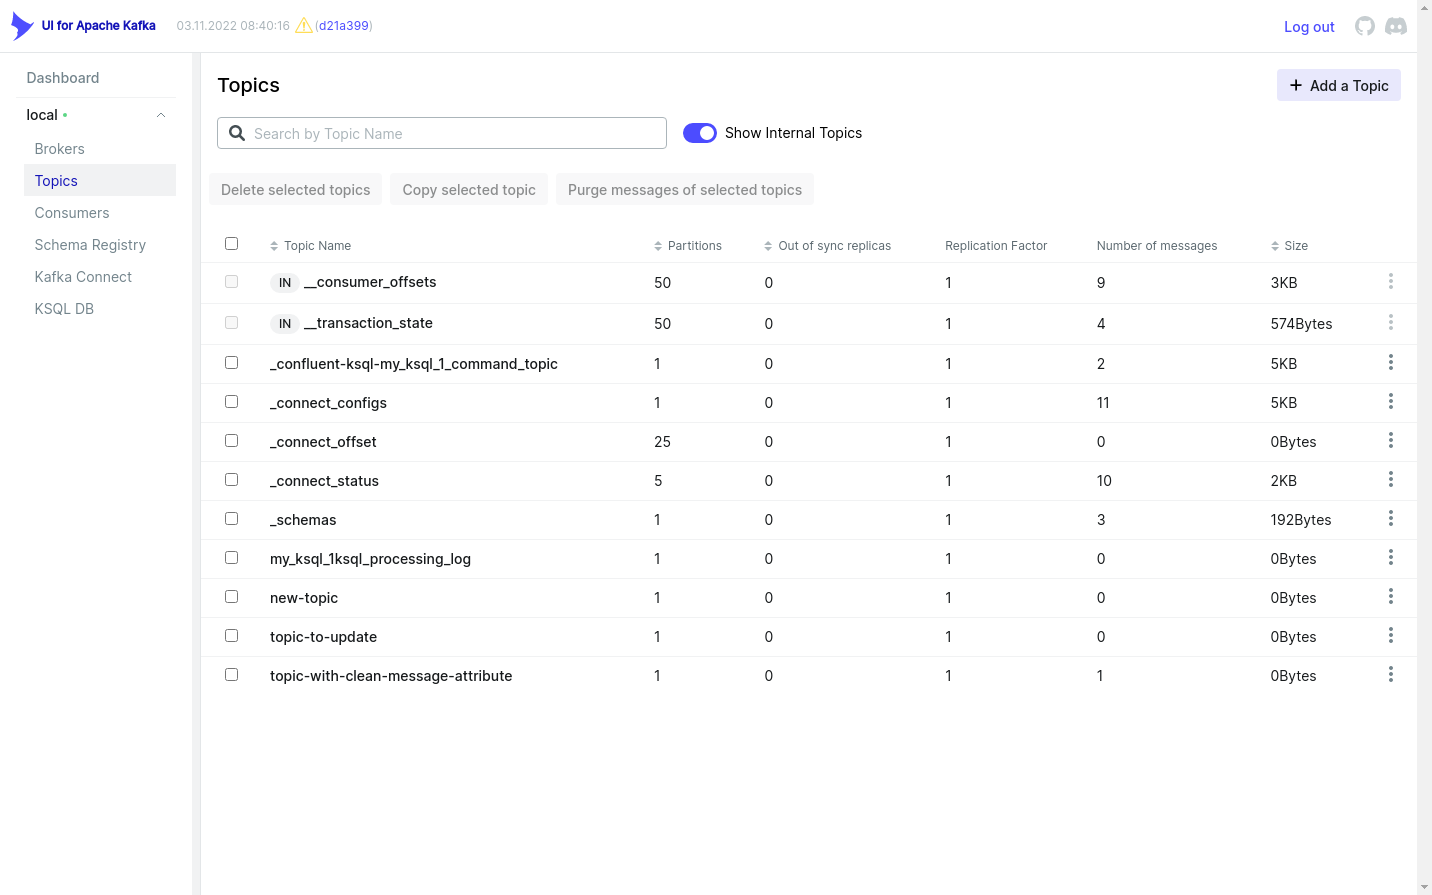 UI for Apache Kafka 03.11.2022 08:40:16 (d21a399) Log out
Dashboard
local
Brokers
Topics
Consumers
Schema Registry
Kafka Connect
KSQL DB
Topics
Add a Topic
Search by Topic Name Show Internal Topics
Delete selected topics Copy selected topic Purge messages of selected topics
Topic Name Partitions Out of sync replicas Replication Factor Number of messages Size
IN __consumer_offsets 50 0 1 9 3KB
IN __transaction_state 50 0 1 4 574Bytes
_confluent-ksql-my_ksql_1_command_topic 1 0 1 2 5KB
_connect_configs 1 0 1 11 5KB
_connect_offset 25 0 1 0 0Bytes
_connect_status 5 0 1 10 2KB
_schemas 1 0 1 3 192Bytes
my_ksql_1ksql_processing_log 1 0 1 0 0Bytes
new-topic 1 0 1 0 0Bytes
topic-to-update 1 0 1 0 0Bytes
topic-with-clean-message-attribute 1 0 1 1 0Bytes